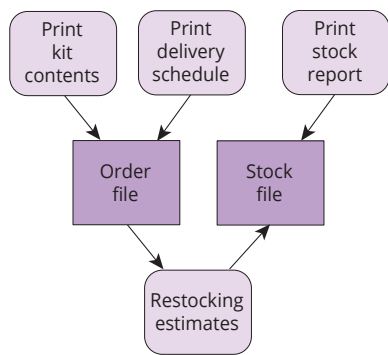 Print
kit
contents
Print
delivery
schedule
Print
stock
report
Order
file
Stock
file
Restocking
estimates